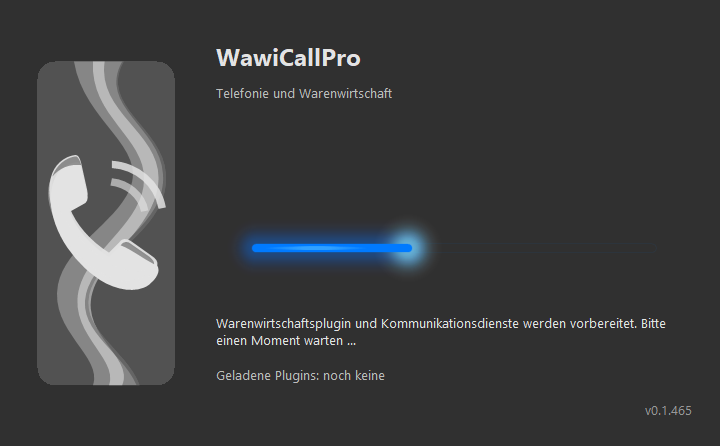 WawiCallPro
Telefonie und Warenwirtschaft
Warenwirtschaftsplugin und Kommunikationsdienste werden vorbereitet. Bitte
einen Moment warten ...
Geladene Plugins: noch keine
v0.1.465